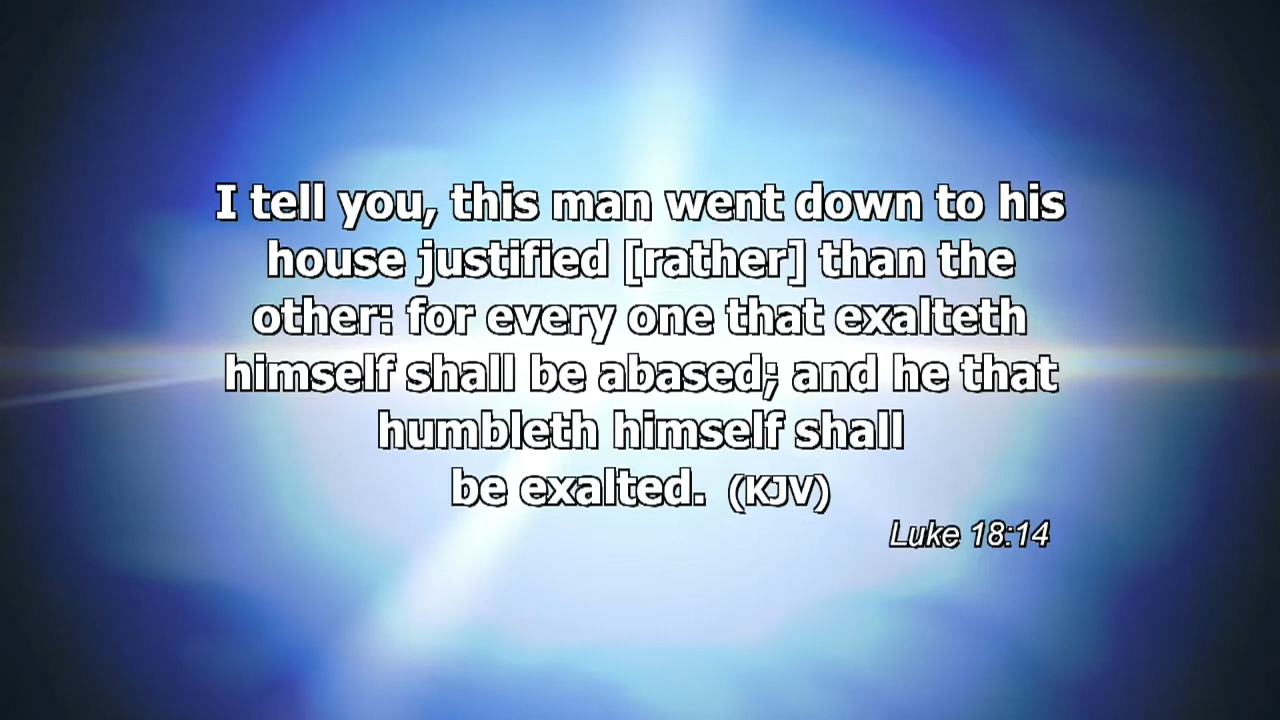 I tell you, this man went down to his
house justified [rather] than the
other: for every one that exalteth
himself shall be abased; and he that
humbleth himself shall
be exalted. (KJV)
Luke 18:14